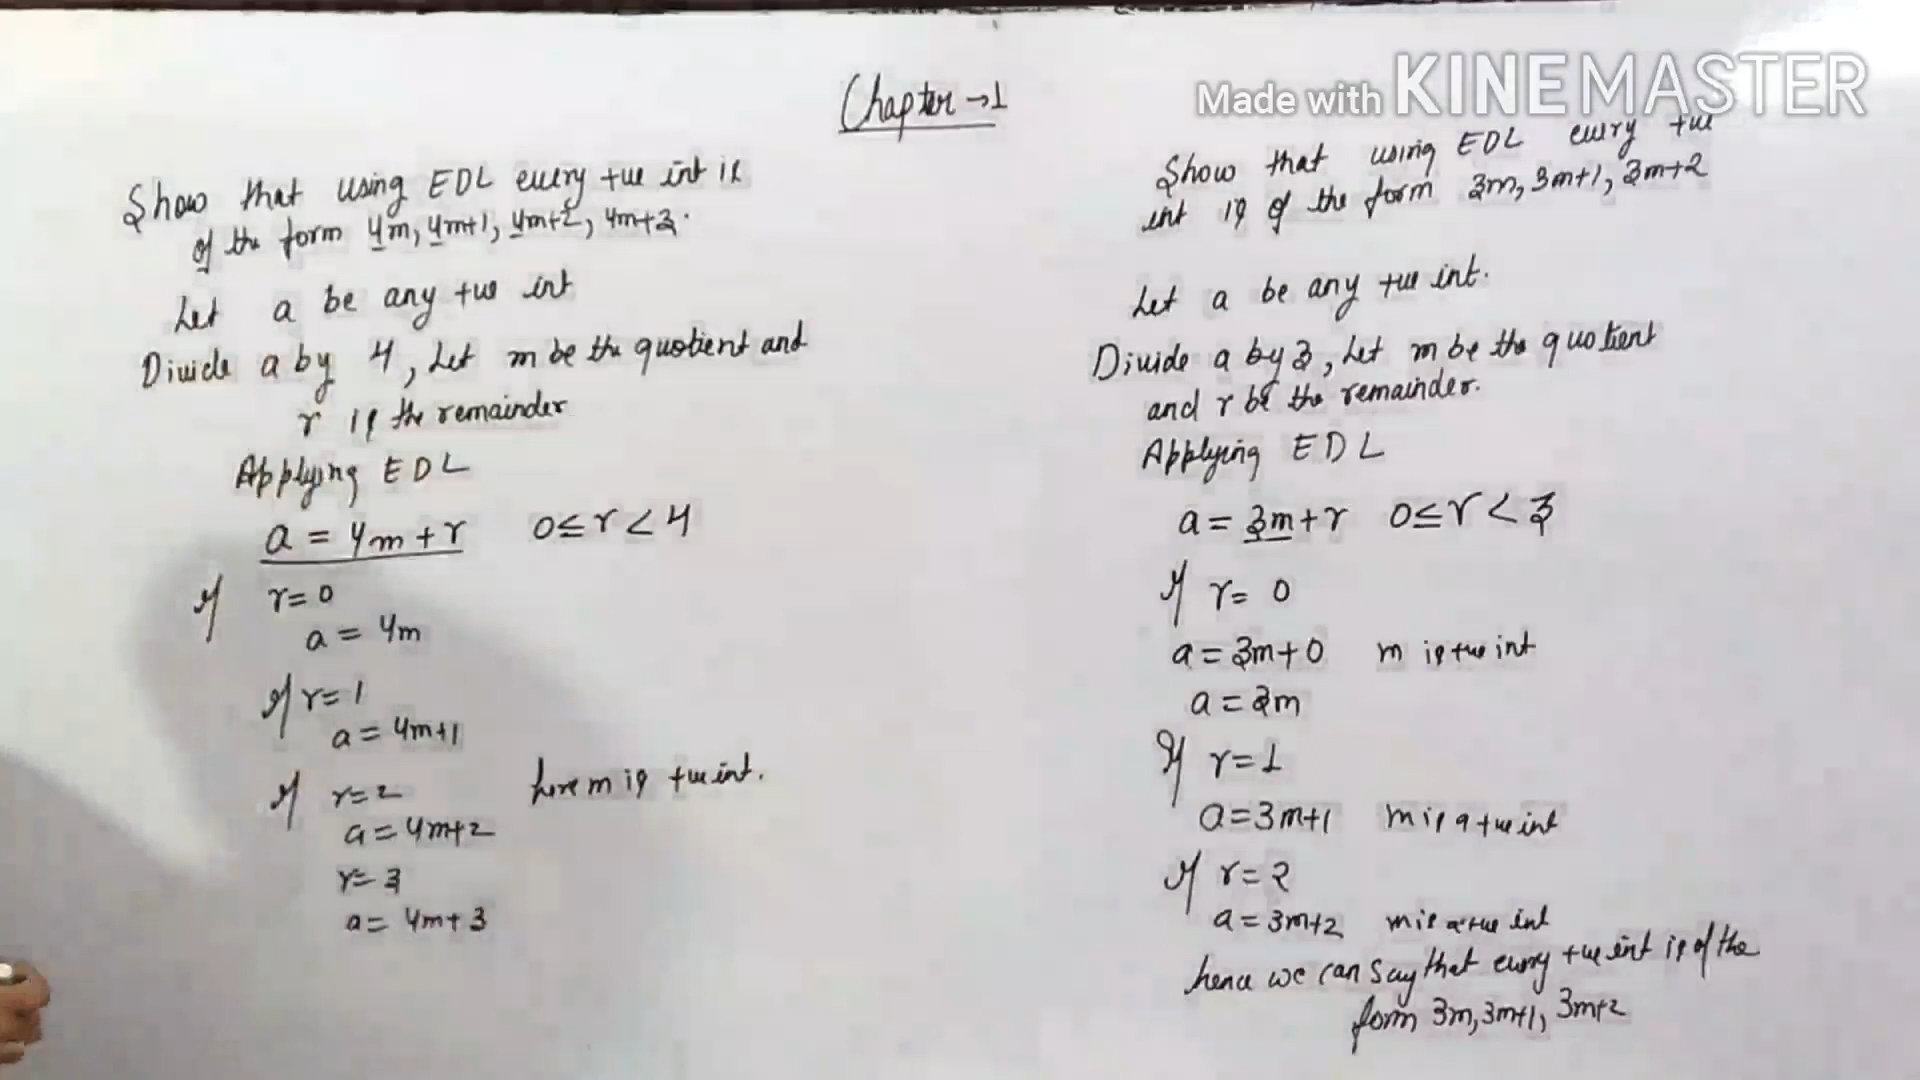 Chapter → 1
Made with KINEMASTER
Show that using EDL every +ve int is
of the form 4m, 4m+1, 4m+2, 4m+3.
Let a be any +ve int
Divide a by 4, Let m be the quotient and
r is the remainder
Applying EDL
a = 4m + r 0 ≤ r < 4
If r = 0
a = 4m
If r = 1
a = 4m+1
If r = 2 here m is +ve int.
a = 4m+2
r = 3
a = 4m + 3
Show that using EDL every +ve
int is of the form 3m, 3m+1, 3m+2
Let a be any +ve int.
Divide a by 3, Let m be the quotient
and r be the remainder.
Applying EDL
a = 3m + r 0 ≤ r < 3
If r = 0
a = 3m + 0 m is +ve int
a = 3m
If r = 1
a = 3m+1 m is a +ve int
If r = 2
a = 3m+2 m is a +ve int
hence we can say that every +ve int is of the
form 3m, 3m+1, 3m+2